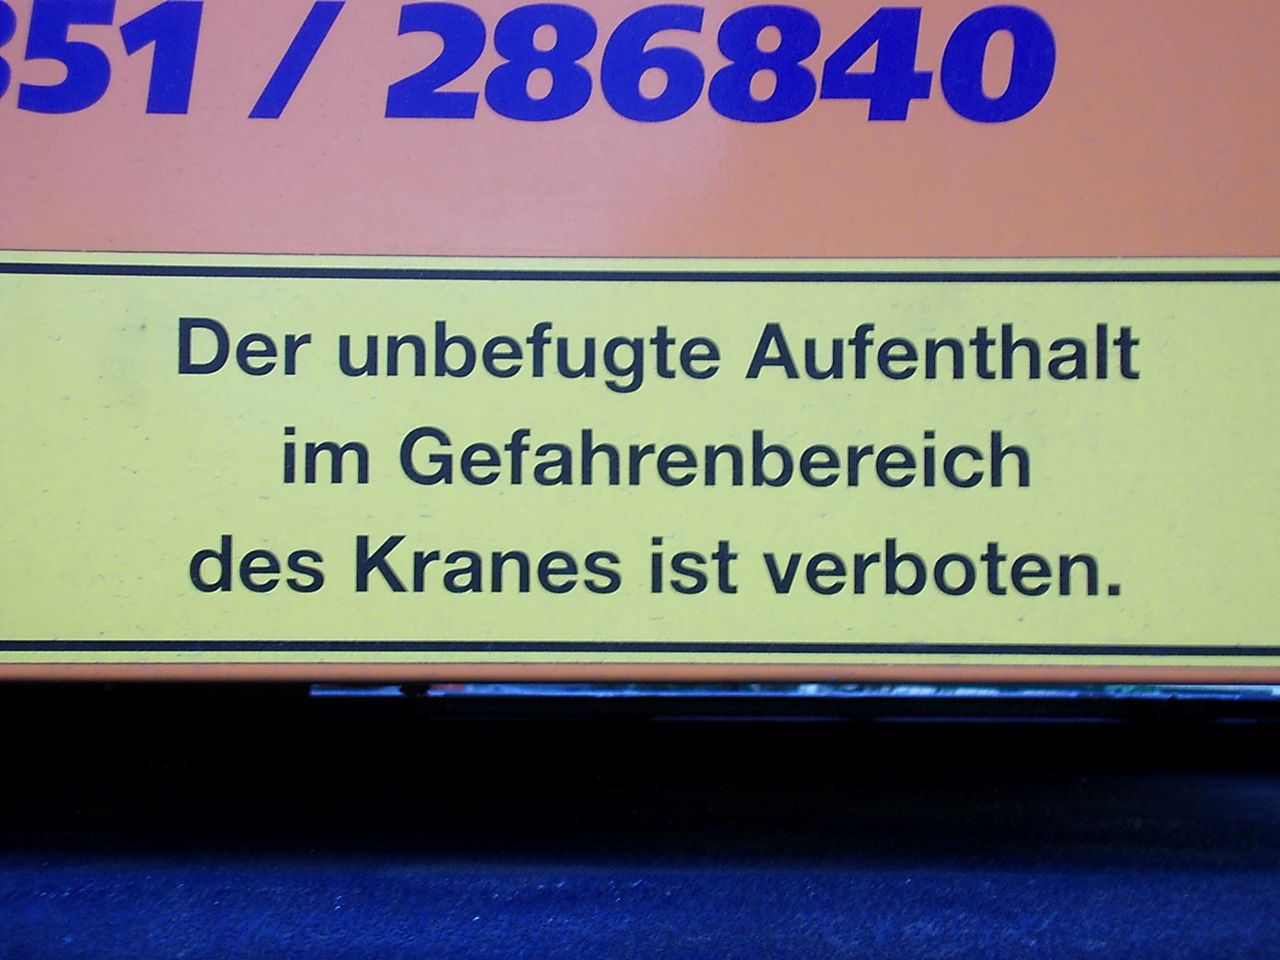 351 / 286840
Der unbefugte Aufenthalt
im Gefahrenbereich
des Kranes ist verboten.